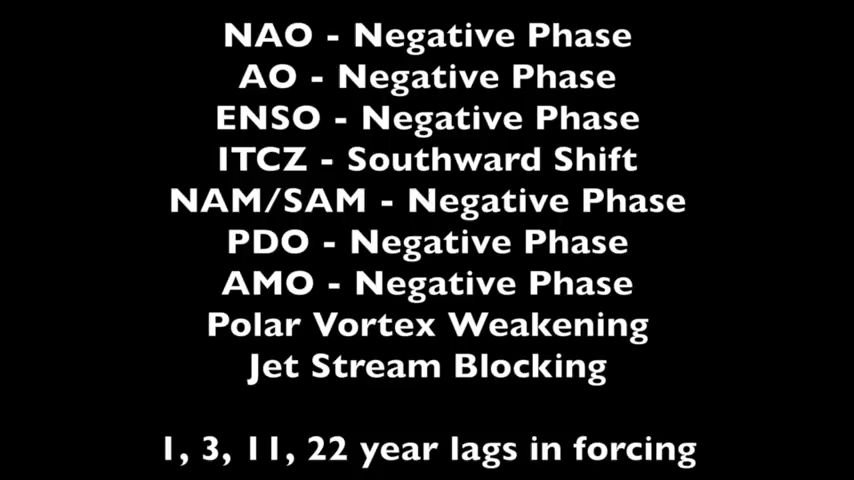 NAO - Negative Phase
AO - Negative Phase
ENSO - Negative Phase
ITCZ - Southward Shift
NAM/SAM - Negative Phase
PDO - Negative Phase
AMO - Negative Phase
Polar Vortex Weakening
Jet Stream Blocking
1, 3, 11, 22 year lags in forcing